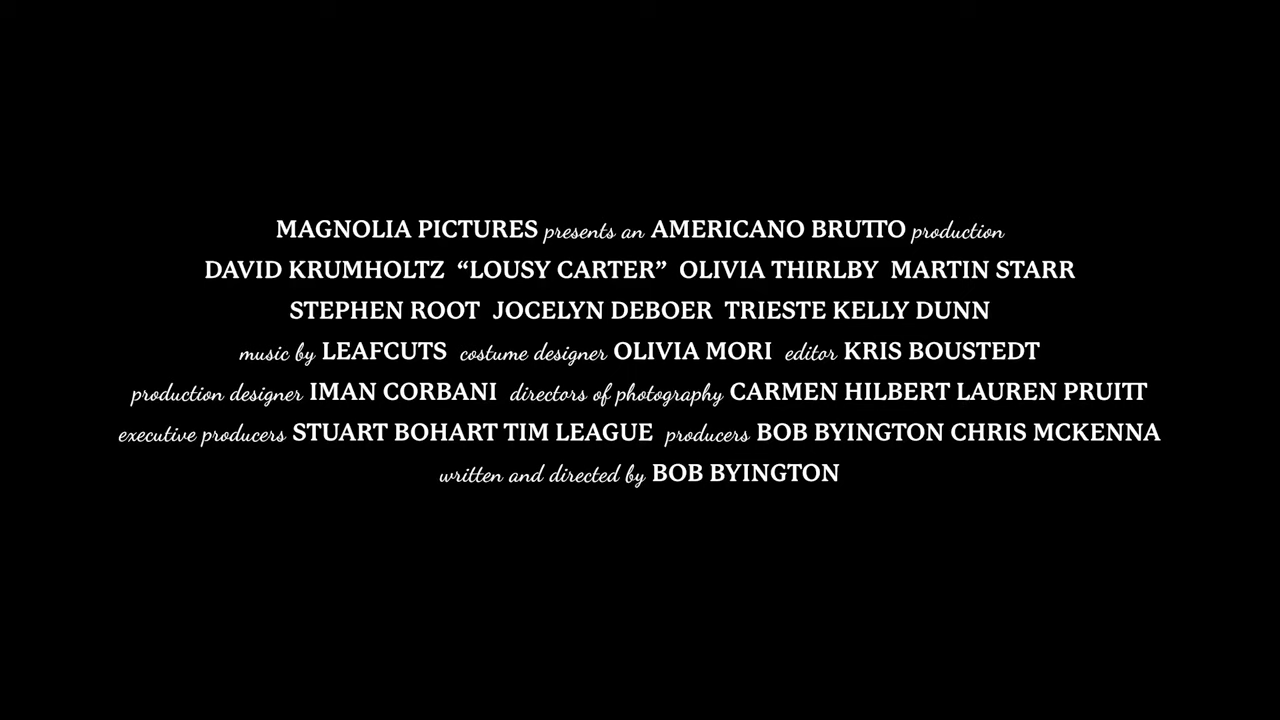 MAGNOLIA PICTURES presents an AMERICANO BRUTTO production
DAVID KRUMHOLTZ “LOUSY CARTER” OLIVIA THIRLBY MARTIN STARR
STEPHEN ROOT JOCELYN DEBOER TRIESTE KELLY DUNN
music by LEAFCUTS costume designer OLIVIA MORI editor KRIS BOUSTEDT
production designer IMAN CORBANI directors of photography CARMEN HILBERT LAUREN PRUITT
executive producers STUART BOHART TIM LEAGUE producers BOB BYINGTON CHRIS MCKENNA
written and directed by BOB BYINGTON